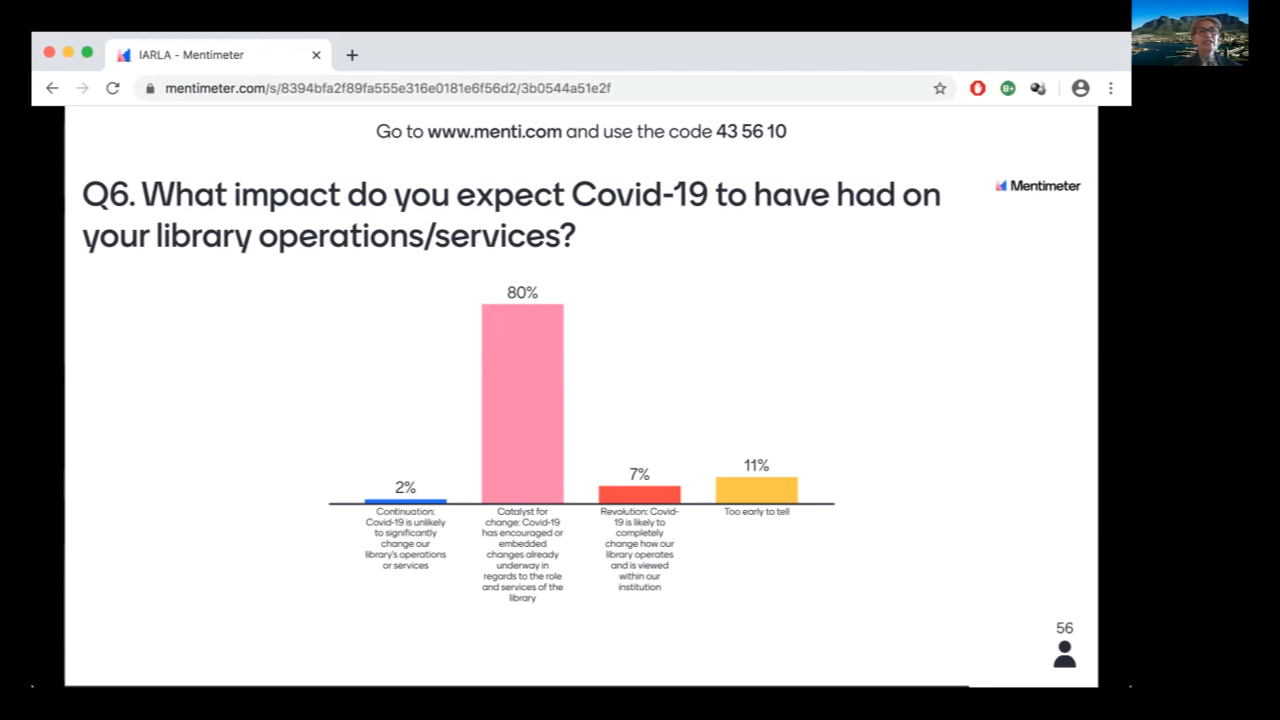 IARLA - Mentimeter
mentimeter.com/s/8394bfa2f89fa555e316e0181e6f56d2/3b0544a51e2f
Go to www.menti.com and use the code 43 56 10
Q6. What impact do you expect Covid-19 to have had on
your library operations/services?
Mentimeter
2%
80%
7%
11%
Continuation:
Covid-19 is unlikely
to significantly
change our
library's operations
or services
Catalyst for
change: Covid-19
has encouraged or
embedded
changes already
underway in
regards to the role
and services of the
library
Revolution: Covid-
19 is likely to
completely
change how our
library operates
and is viewed
within our
institution
Too early to tell
56